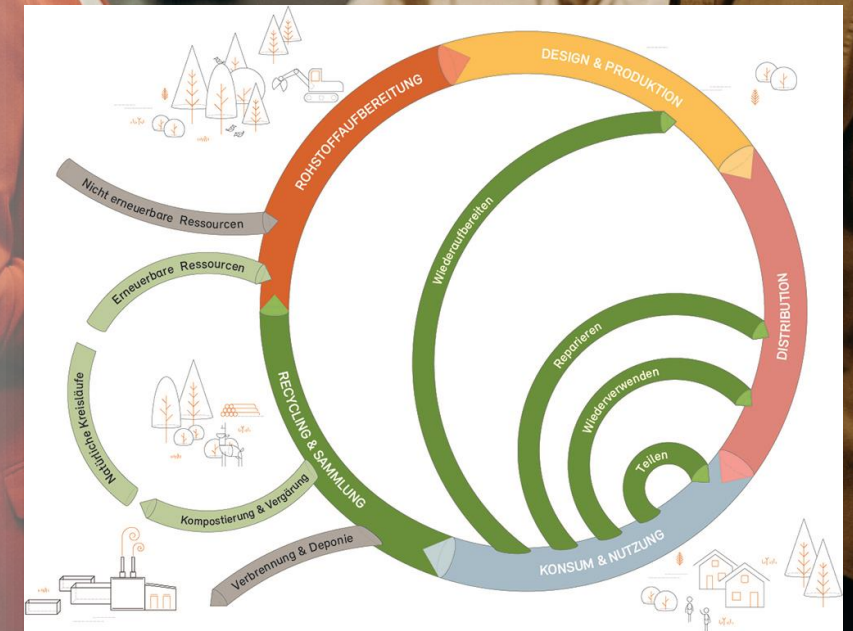 DESIGN & PRODUKTION
ROHSTOFFAUFBEREITUNG
Nicht erneuerbare Ressourcen
Wiederaufbereiten
Erneuerbare Ressourcen
DISTRIBUTION
Reparieren
Wiederverwenden
Natürliche Kreisläufe
RECYCLING & SAMMLUNG
Teilen
Kompostierung & Vergärung
KONSUM & NUTZUNG
Verbrennung & Deponie